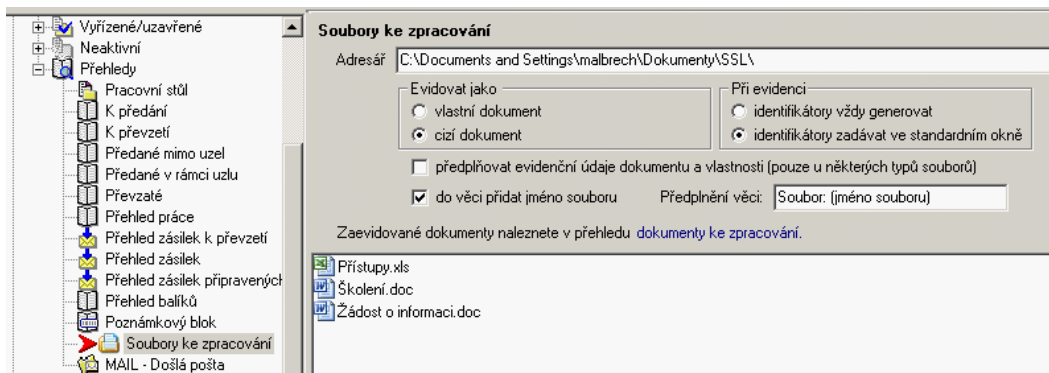 Vyřízené/uzavřené
Neaktivní
Přehledy
Pracovní stůl
K předání
K převzetí
Předané mimo uzel
Předané v rámci uzlu
Převzaté
Přehled práce
Přehled zásilek k převzetí
Přehled zásilek
Přehled zásilek připravených
Přehled balíků
Poznámkový blok
Soubory ke zpracování
MAIL - Došlá pošta
Soubory ke zpracování
Adresář C:\Documents and Settings\malbrech\Dokumenty\SSL\
Evidovat jako
vlastní dokument
cizí dokument
Při evidenci
identifikátory vždy generovat
identifikátory zadávat ve standardním okně
předplňovat evidenční údaje dokumentu a vlastnosti (pouze u některých typů souborů)
do věci přidat jméno souboru Předplnění věci: Soubor: (jméno souboru)
Zaevidované dokumenty naleznete v přehledu dokumenty ke zpracování.
Přístupy.xls
Školení.doc
Žádost o informaci.doc